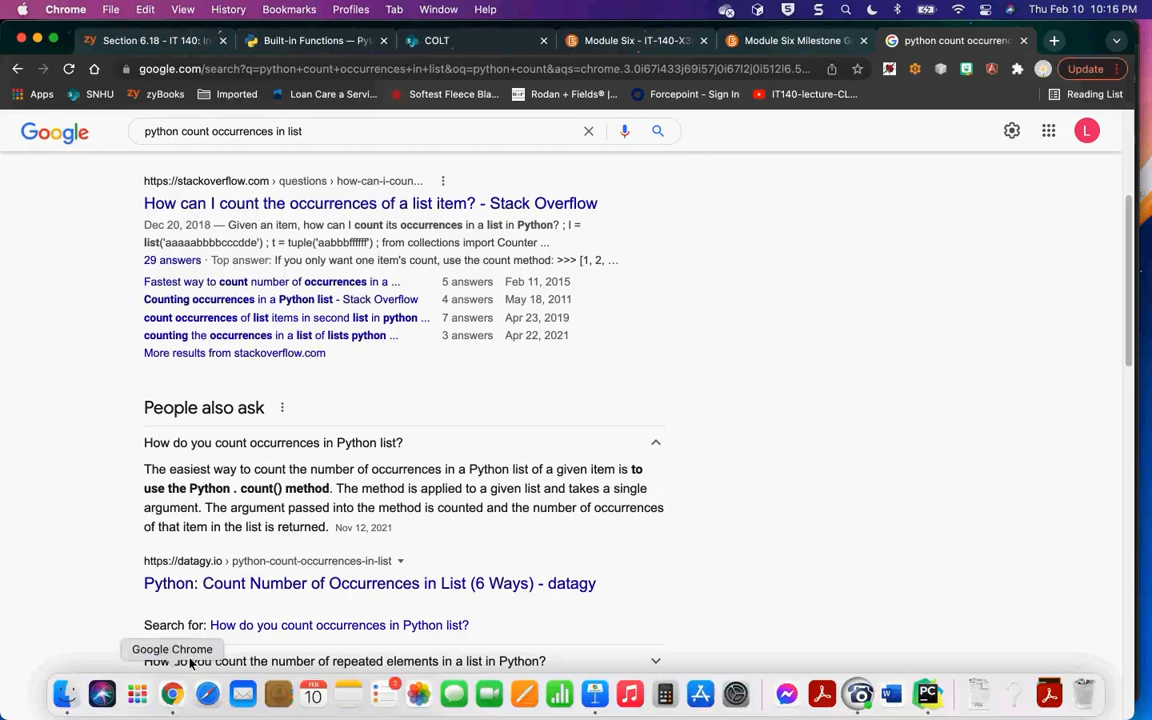 Chrome File Edit View History Bookmarks Profiles Tab Window Help Thu Feb 10 10:16 PM
Section 6.18 - IT 140: In Built-in Functions — Pyt COLT Module Six - IT-140-X3 Module Six Milestone G python count occurrenc
google.com/search?q=python+count+occurrences+in+list&oq=python+count&aqs=chrome.3.0i67i433j69i57j0i67l2j0i512l6.5... Update
Apps SNHU zyBooks Imported Loan Care a Servi... Softest Fleece Bla... Rodan + Fields® |... Forcepoint - Sign In IT140-lecture-CL... Reading List
Google python count occurrences in list L
https://stackoverflow.com › questions › how-can-i-coun...
How can I count the occurrences of a list item? - Stack Overflow
Dec 20, 2018 — Given an item, how can I count its occurrences in a list in Python? ; l =
list('aaaaabbbbcccdde') ; t = tuple('aabbbffffff') ; from collections import Counter ...
29 answers · Top answer: If you only want one item's count, use the count method: >>> [1, 2, ...
Fastest way to count number of occurrences in a ... 5 answers Feb 11, 2015
Counting occurrences in a Python list - Stack Overflow 4 answers May 18, 2011
count occurrences of list items in second list in python ... 7 answers Apr 23, 2019
counting the occurrences in a list of lists python ... 3 answers Apr 22, 2021
More results from stackoverflow.com
People also ask
How do you count occurrences in Python list?
The easiest way to count the number of occurrences in a Python list of a given item is to
use the Python . count() method. The method is applied to a given list and takes a single
argument. The argument passed into the method is counted and the number of occurrences
of that item in the list is returned. Nov 12, 2021
https://datagy.io › python-count-occurrences-in-list
Python: Count Number of Occurrences in List (6 Ways) - datagy
Search for: How do you count occurrences in Python list?
Google Chrome
How do you count the number of repeated elements in a list in Python?
FEB
10
2
PC